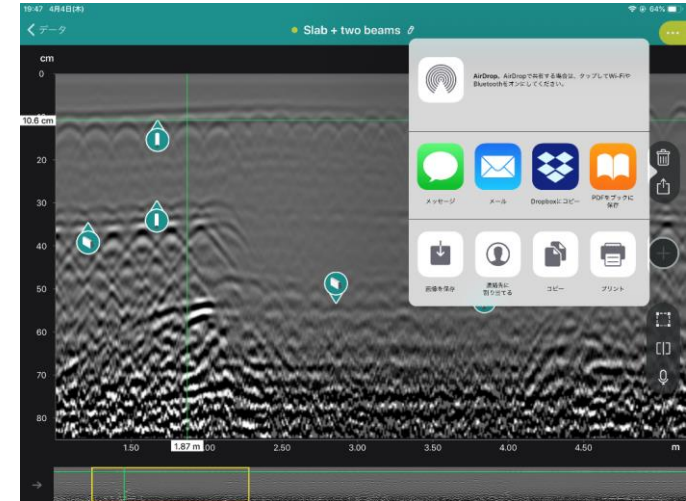 19:47 4月4日(木)
64%
データ
Slab + two beams
cm
0
10.6 cm
20
30
40
50
60
70
80
1.50
1.87 m
.00
2.50
3.00
3.50
4.00
4.50
m
AirDrop。AirDropで共有する場合は、タップしてWi-Fiや
Bluetoothをオンにしてください。
メッセージ
メール
Dropboxにコピー
PDFをブックに
保存
画像を保存
連絡先に
割り当てる
コピー
プリント